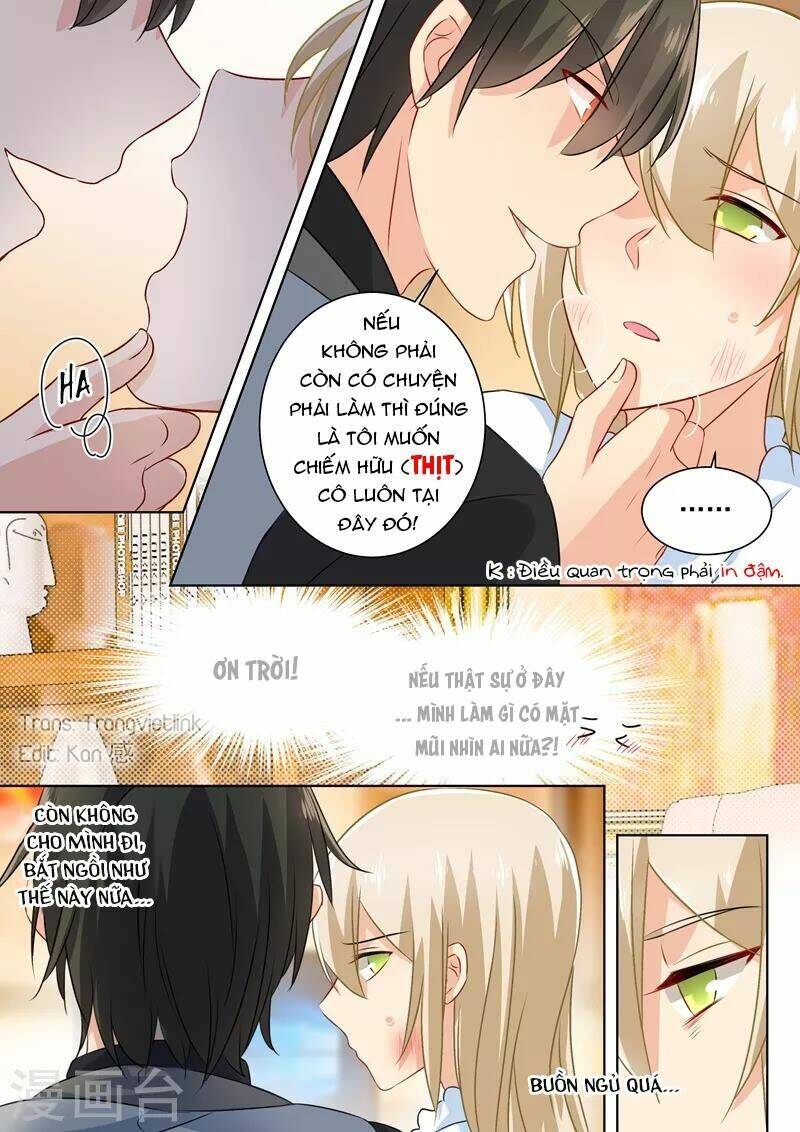 HA
NẾU
KHÔNG PHẢI
CÒN CÓ CHUYỆN
PHẢI LÀM THÌ ĐÚNG
LÀ TÔI MUỐN
CHIẾM HỮU (THỊT)
CÔ LUÔN TẠI
ĐÂY ĐÓ!
......
K : Điều quan trọng phải in đậm.
ƠN TRỜI!
NẾU THẬT SỰ Ở ĐÂY
... MÌNH LÀM GÌ CÓ MẶT
MŨI NHÌN AI NỮA?!
Trans: Trangvietlink
Edit: Kan 感
CÒN KHÔNG
CHO MÌNH ĐI,
BẮT NGỒI NHƯ
THẾ NÀY NỮA...
BUỒN NGỦ QUÁ...
漫画台